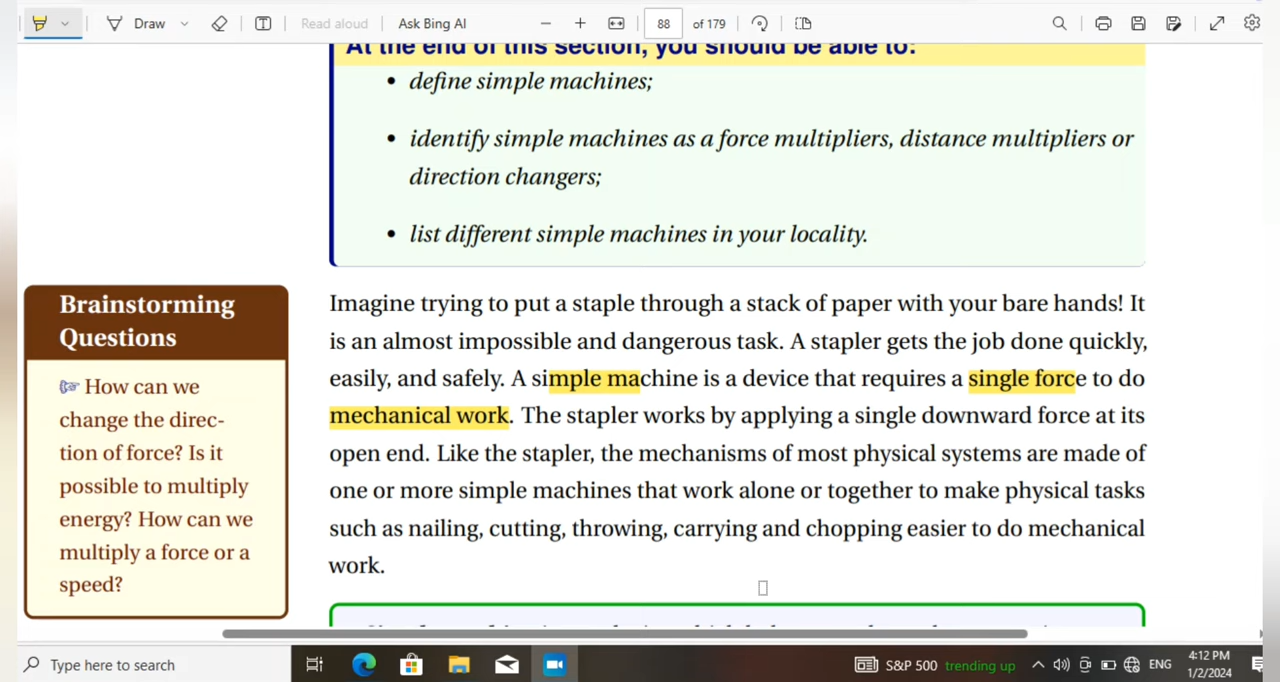 Draw
Read aloud
Ask Bing AI
88
of 179
At the end of this section, you should be able to:
• define simple machines;
• identify simple machines as a force multipliers, distance multipliers or
direction changers;
• list different simple machines in your locality.
Brainstorming
Questions
☞ How can we
change the direc-
tion of force? Is it
possible to multiply
energy? How can we
multiply a force or a
speed?
Imagine trying to put a staple through a stack of paper with your bare hands! It
is an almost impossible and dangerous task. A stapler gets the job done quickly,
easily, and safely. A simple machine is a device that requires a single force to do
mechanical work. The stapler works by applying a single downward force at its
open end. Like the stapler, the mechanisms of most physical systems are made of
one or more simple machines that work alone or together to make physical tasks
such as nailing, cutting, throwing, carrying and chopping easier to do mechanical
work.
Type here to search
S&P 500 trending up
ENG
4:12 PM
1/2/2024